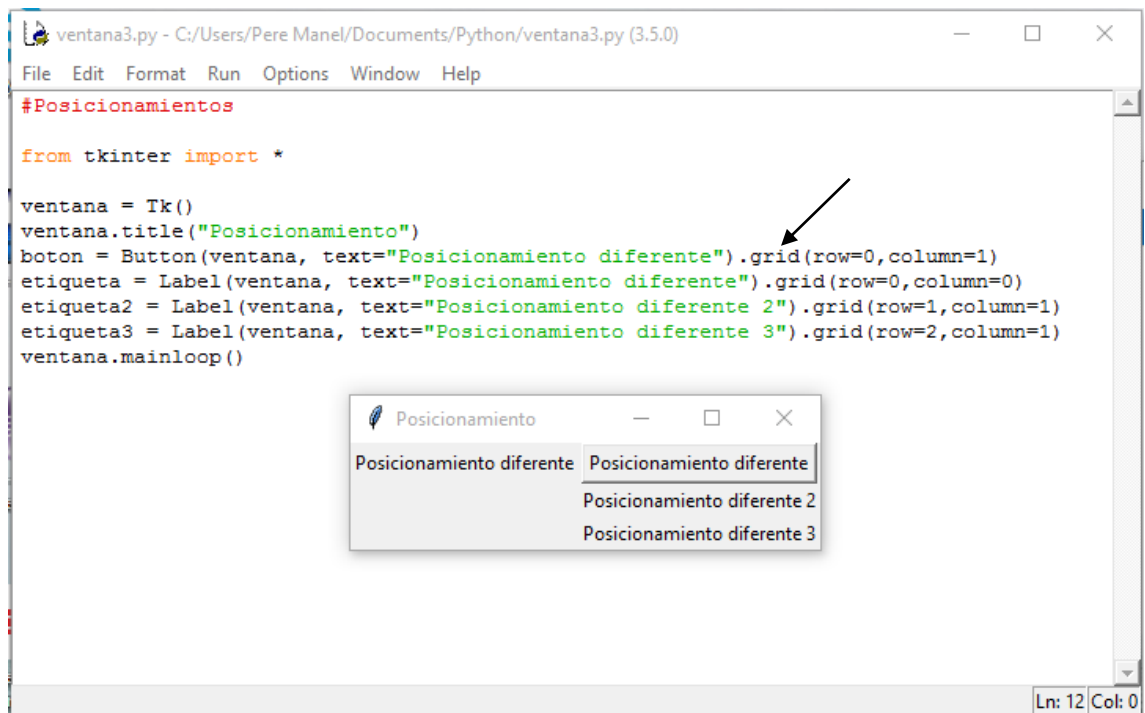 ventana3.py - C:/Users/Pere Manel/Documents/Python/ventana3.py (3.5.0)
File Edit Format Run Options Window Help
#Posicionamientos
from tkinter import *
ventana = Tk()
ventana.title("Posicionamiento")
boton = Button(ventana, text="Posicionamiento diferente").grid(row=0,column=1)
etiqueta = Label(ventana, text="Posicionamiento diferente").grid(row=0,column=0)
etiqueta2 = Label(ventana, text="Posicionamiento diferente 2").grid(row=1,column=1)
etiqueta3 = Label(ventana, text="Posicionamiento diferente 3").grid(row=2,column=1)
ventana.mainloop()
Posicionamiento
Posicionamiento diferente Posicionamiento diferente
Posicionamiento diferente 2
Posicionamiento diferente 3
Ln: 12 Col: 0